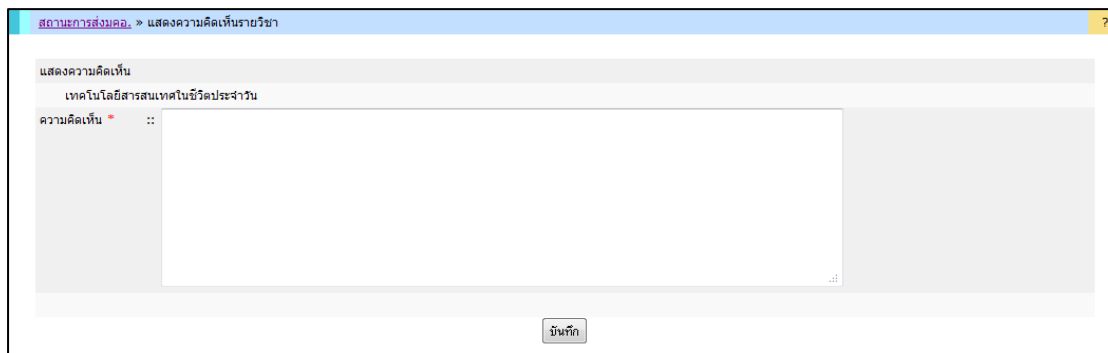 สถานะการส่งมคอ. » แสดงความคิดเห็นรายวิชา ?
แสดงความคิดเห็น
เทคโนโลยีสารสนเทศในชีวิตประจำวัน
ความคิดเห็น * ::
บันทึก